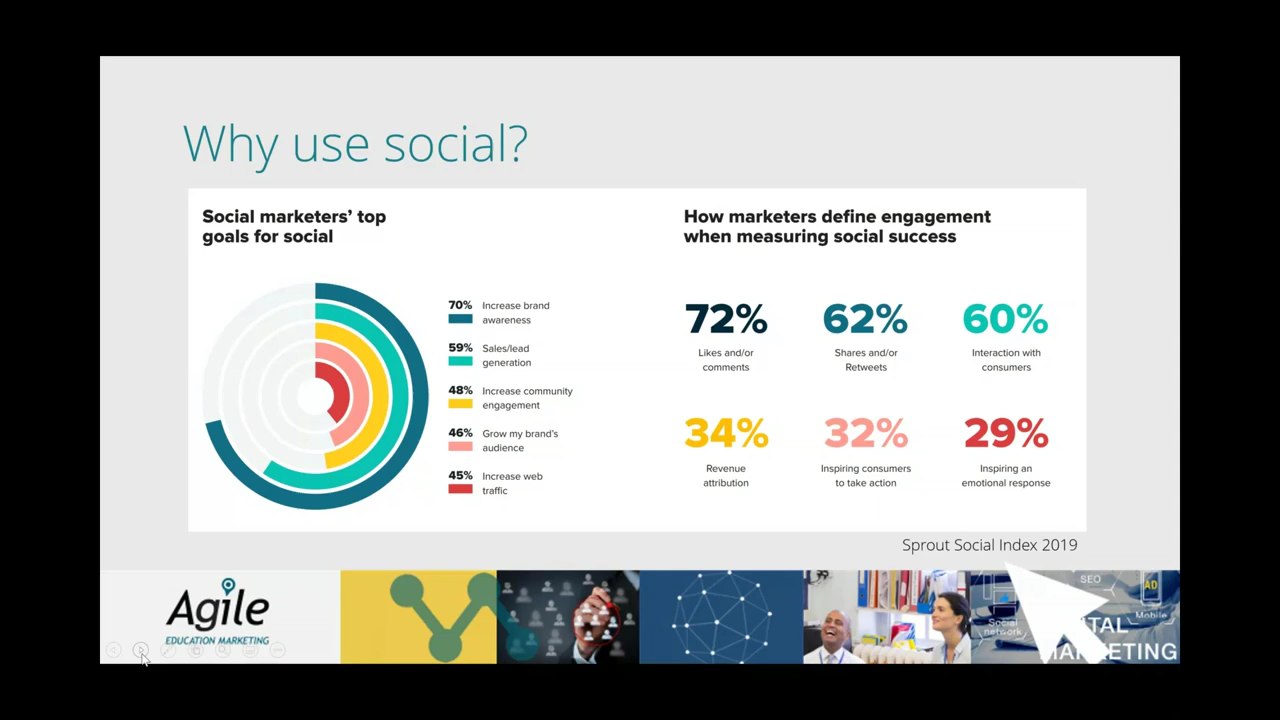 Why use social?
Social marketers' top
goals for social
70% Increase brand
awareness
59% Sales/lead
generation
48% Increase community
engagement
46% Grow my brand's
audience
45% Increase web
traffic
How marketers define engagement
when measuring social success
72%
Likes and/or
comments
62%
Shares and/or
Retweets
60%
Interaction with
consumers
34%
Revenue
attribution
32%
Inspiring consumers
to take action
29%
Inspiring an
emotional response
Sprout Social Index 2019
Agile
EDUCATION MARKETING
SEO
AD
Mobile
Social
network
ITAL
MARKETING